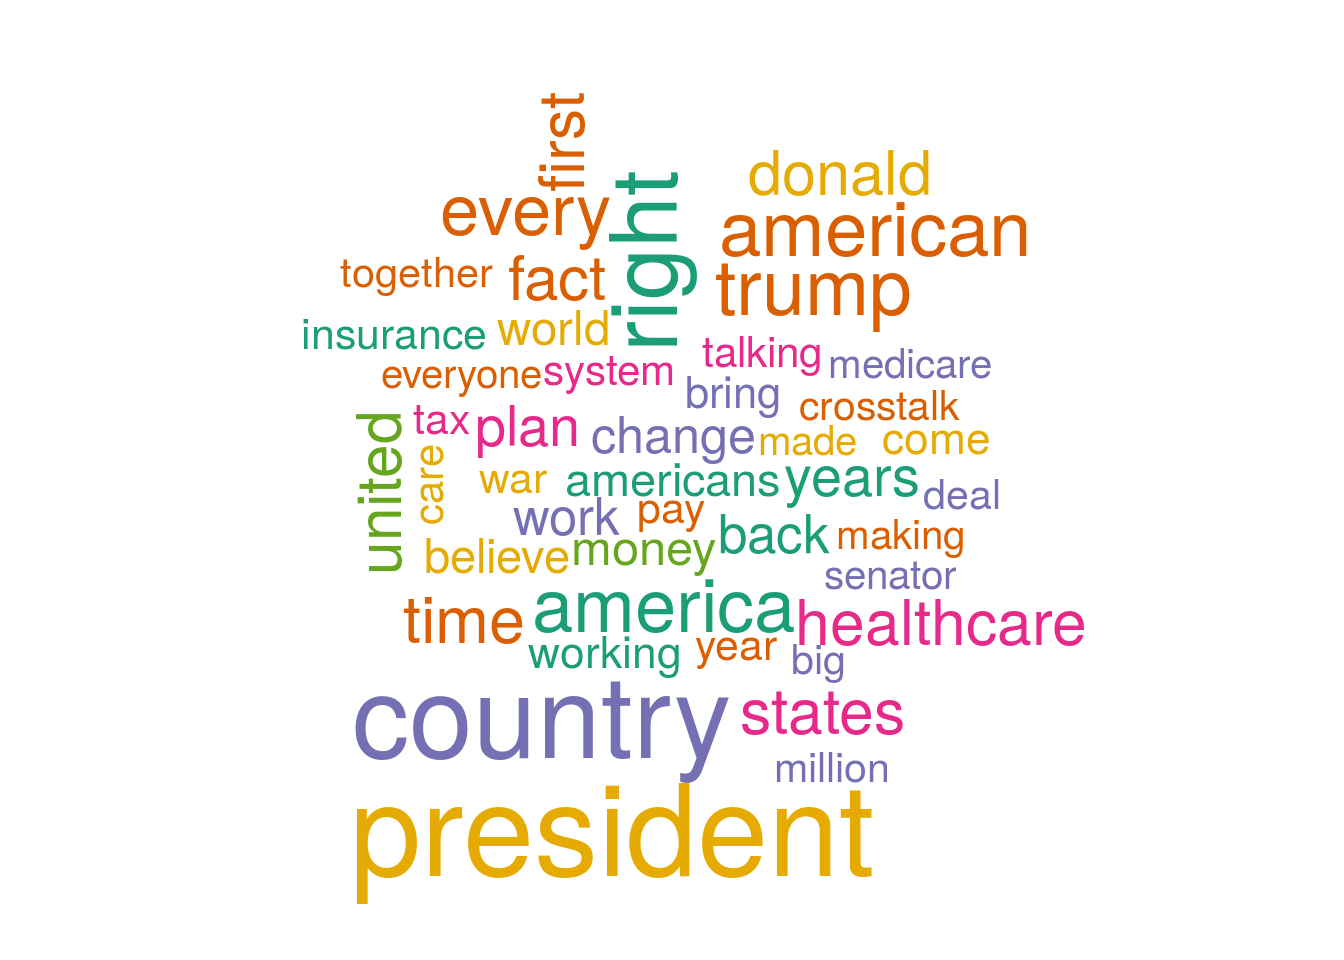 first
donald
right
every
american
together
fact
trump
insurance
world
talking
medicare
everyone
system
bring
crosstalk
united
tax
plan
change
made
come
care
war
americans
years
deal
work
pay
back
making
believe
money
senator
time
america
healthcare
working
year
big
country
states
million
president